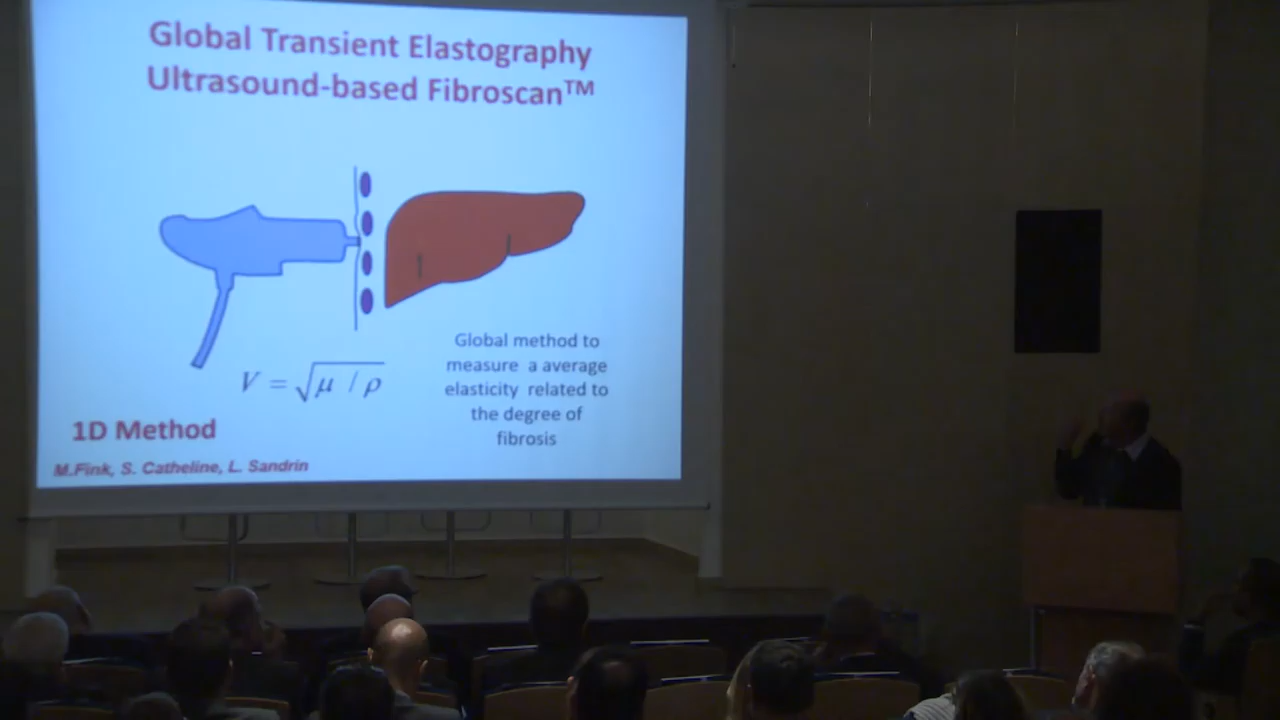 Global Transient Elastography
Ultrasound-based Fibroscan™
V = √μ / ρ
Global method to
measure a average
elasticity related to
the degree of
fibrosis
1D Method
M.Fink, S. Catheline, L. Sandrin